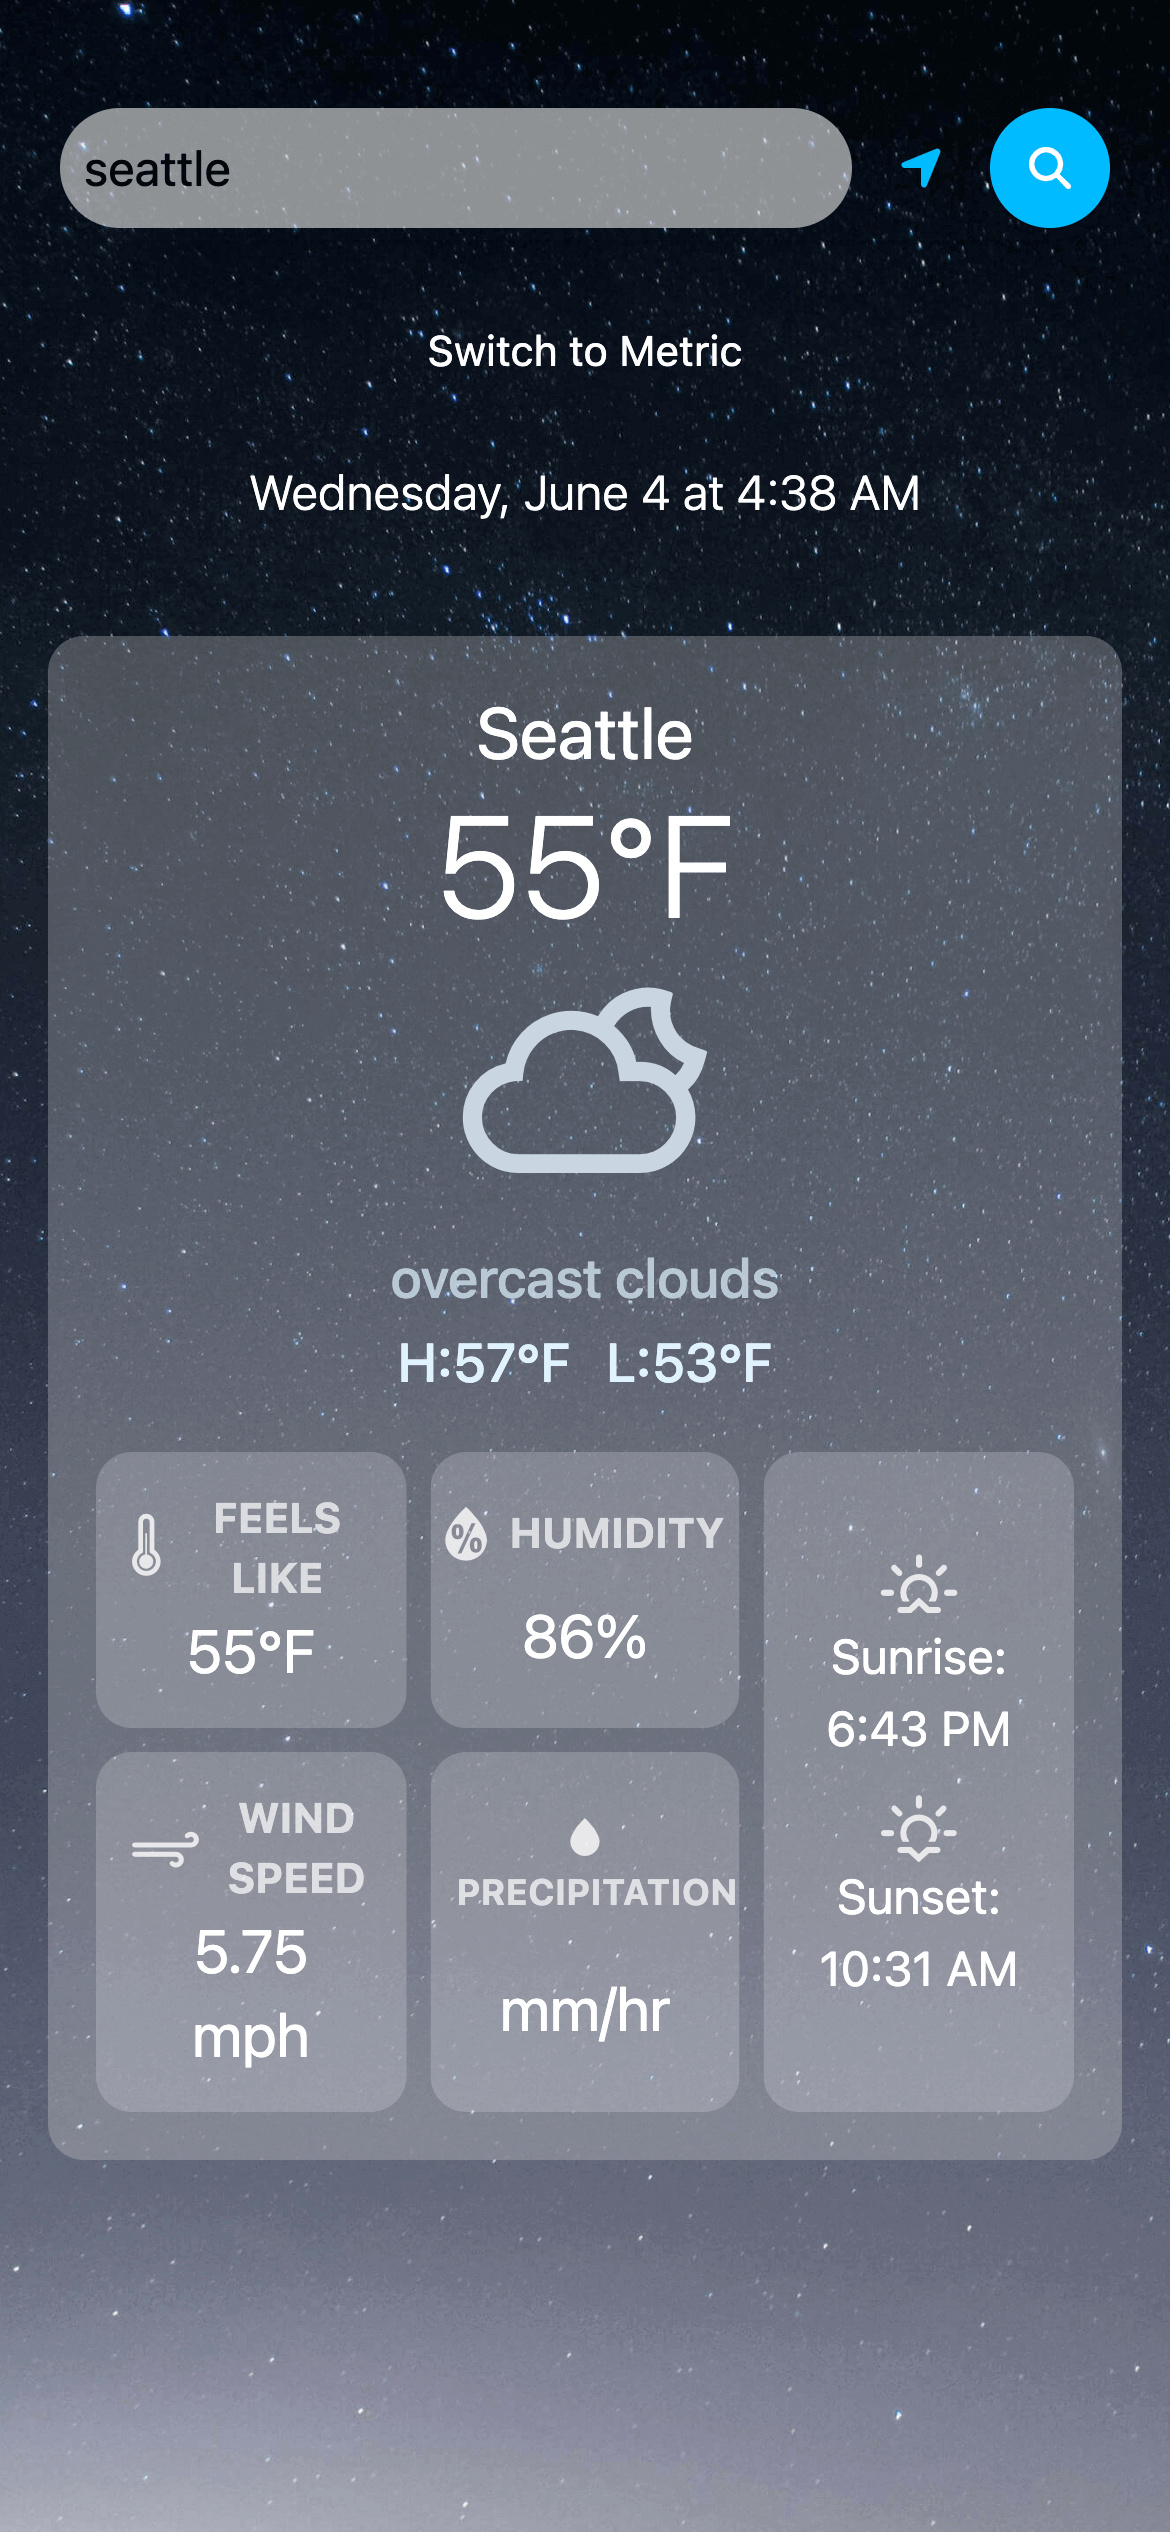 seattle
Switch to Metric
Wednesday, June 4 at 4:38 AM
Seattle
55°F
overcast clouds
H:57°F L:53°F
FEELS
LIKE
55°F
% HUMIDITY
86%
WIND
SPEED
5.75
mph
PRECIPITATION
mm/hr
Sunrise:
6:43 PM
Sunset:
10:31 AM